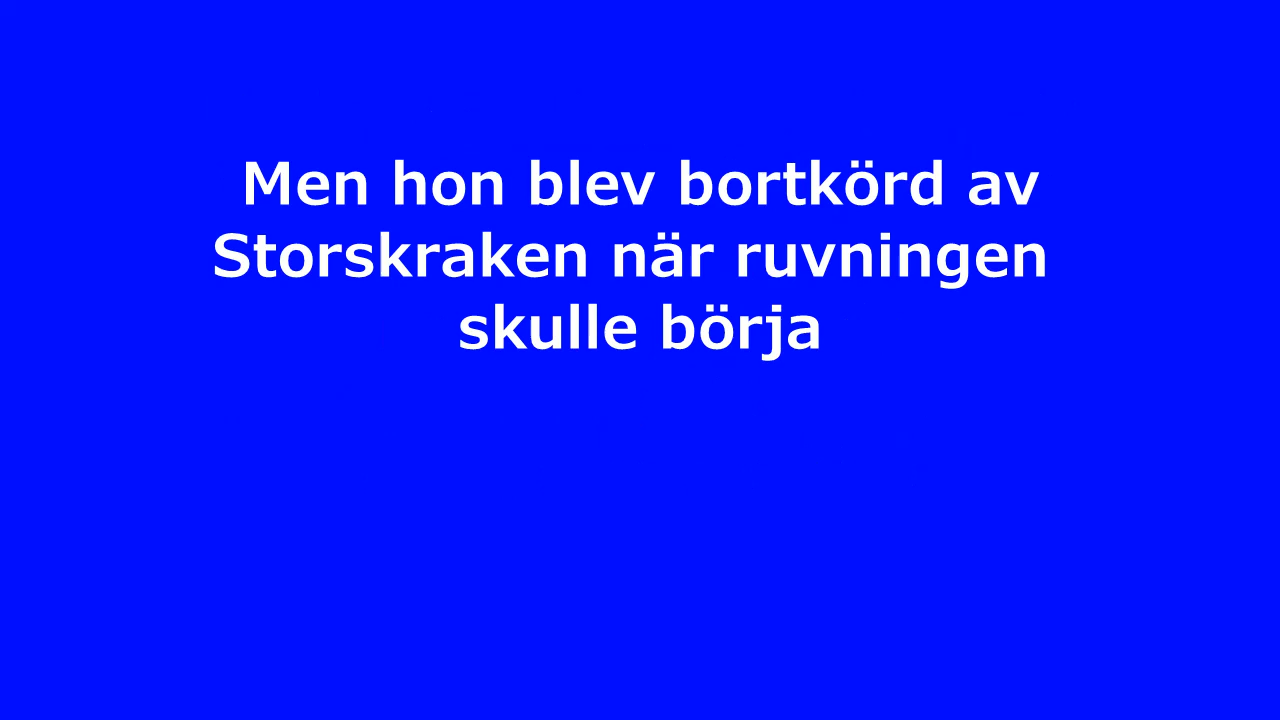 Men hon blev bortkörd av
Storskraken när ruvningen
skulle börja